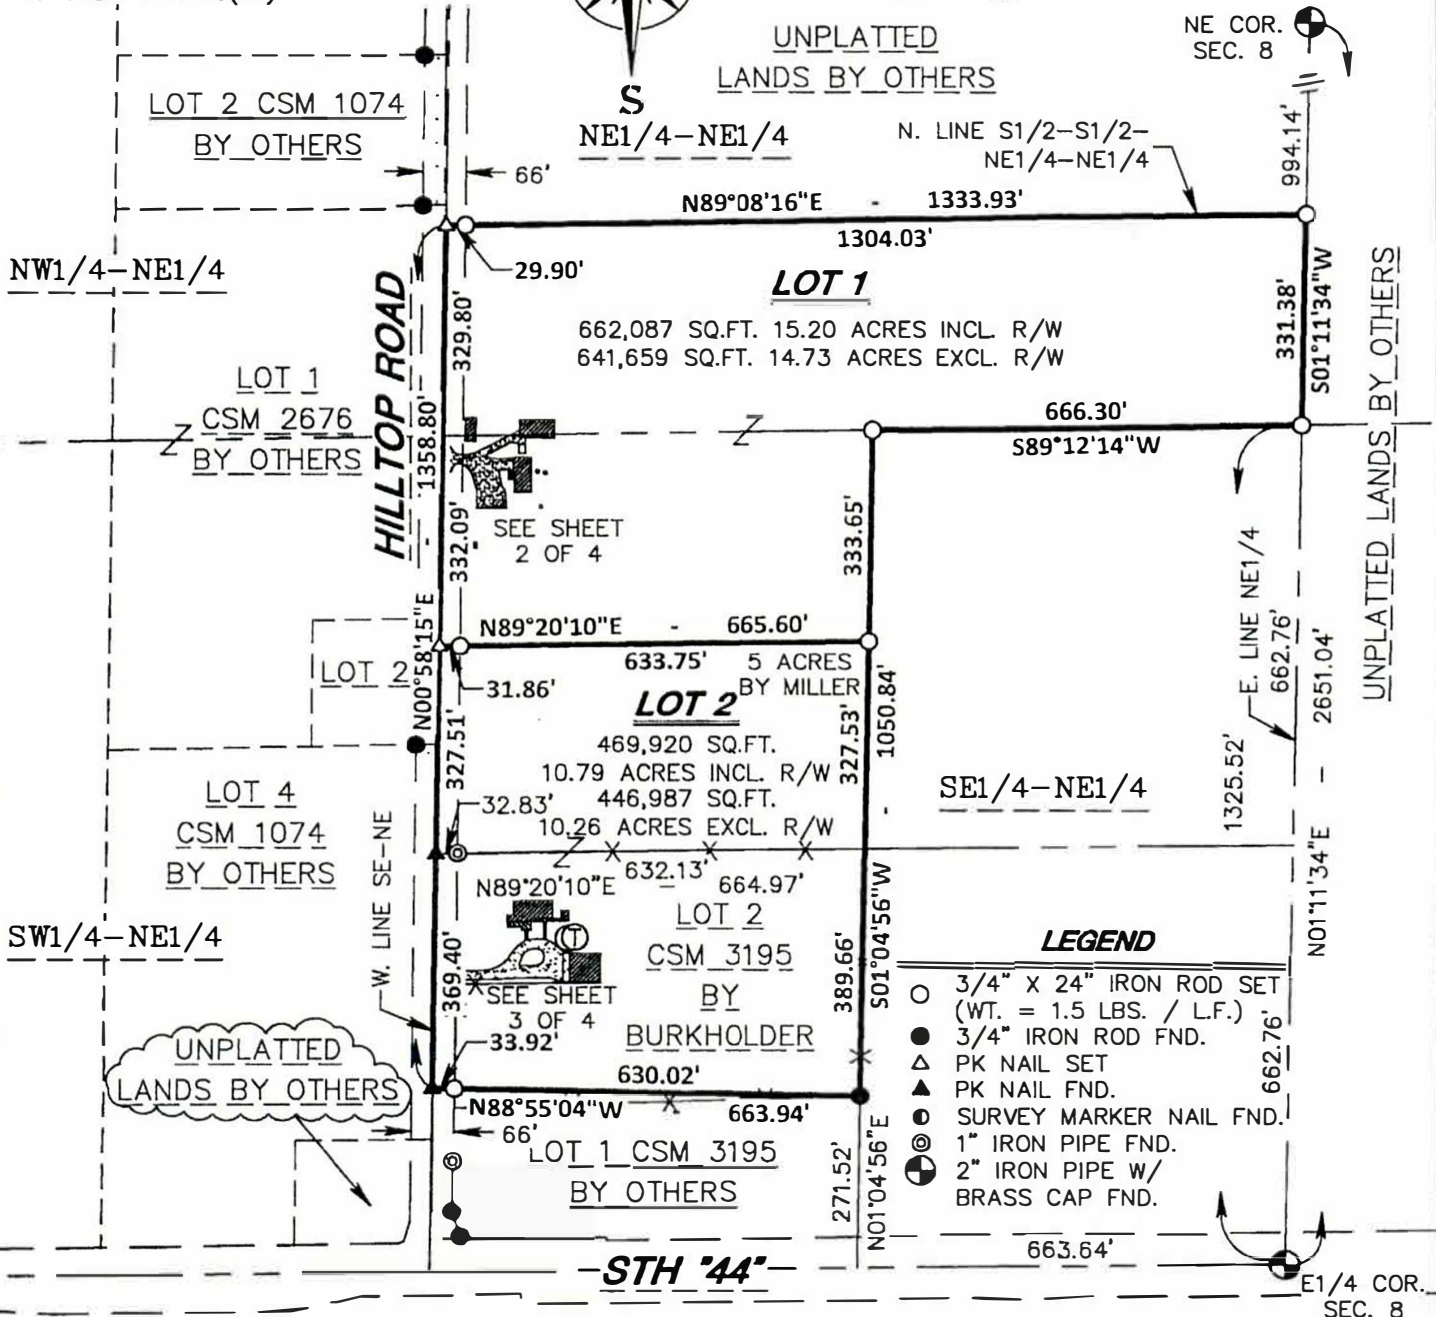 NE COR.
SEC. 8
UNPLATTED
LANDS BY OTHERS
LOT 2 CSM 1074
BY OTHERS
S
NE1/4-NE1/4
N. LINE S1/2-S1/2-
NE1/4-NE1/4
994.14'
66'
N89°08'16"E - 1333.93'
1304.03'
29.90'
NW1/4-NE1/4
HILLTOP ROAD
329.80'
LOT 1
662,087 SQ.FT. 15.20 ACRES INCL. R/W
641,659 SQ.FT. 14.73 ACRES EXCL. R/W
331.38'
S01°11'34"W
UNPLATTED LANDS BY OTHERS
LOT 1
CSM 2676
BY OTHERS
N00°58'15"E - 1358.80'
666.30'
S89°12'14"W
332.09'
SEE SHEET
2 OF 4
333.65'
E. LINE NE1/4
662.76'
N89°20'10"E - 665.60'
633.75'
5 ACRES
BY MILLER
LOT 2
31.86'
LOT 2
469,920 SQ.FT.
10.79 ACRES INCL. R/W
446,987 SQ.FT.
10.26 ACRES EXCL. R/W
327.51'
327.53'
S01°04'56"W - 1050.84'
1325.52'
N01°11'34"E - 2651.04'
SE1/4-NE1/4
LOT 4
CSM 1074
BY OTHERS
32.83'
632.13'
N89°20'10"E 664.97'
W. LINE SE-NE
SW1/4-NE1/4
LOT 2
CSM 3195
BY
BURKHOLDER
T
369.40'
389.66'
SEE SHEET
3 OF 4
33.92'
UNPLATTED
LANDS BY OTHERS
630.02'
N88°55'04"W 663.94'
66'
LOT 1 CSM 3195
BY OTHERS
271.52'
N01°04'56"E
LEGEND
3/4" X 24" IRON ROD SET
(WT. = 1.5 LBS. / L.F.)
3/4" IRON ROD FND.
PK NAIL SET
PK NAIL FND.
SURVEY MARKER NAIL FND.
1" IRON PIPE FND.
2" IRON PIPE W/
BRASS CAP FND.
662.76'
663.64'
STH "44"
E1/4 COR.
SEC. 8